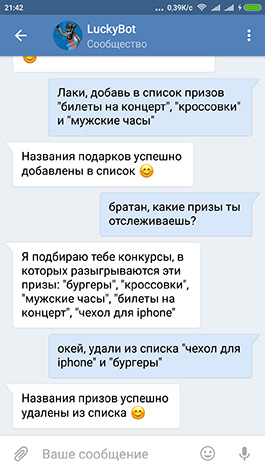 21:42
...0,39K/s
LuckyBot
Сообщество
Лаки, добавь в список призов
"билеты на концерт", "кроссовки"
и "мужские часы"
Названия подарков успешно
добавлены в список 😊
братан, какие призы ты
отслеживаешь?
Я подбираю тебе конкурсы, в
которых разыгрываются эти
призы: "бургеры", "кроссовки",
"мужские часы", "билеты на
концерт", "чехол для iphone"
окей, удали из списка "чехол для
iphone" и "бургеры"
Названия призов успешно
удалены из списка 😊
Ваше сообщение